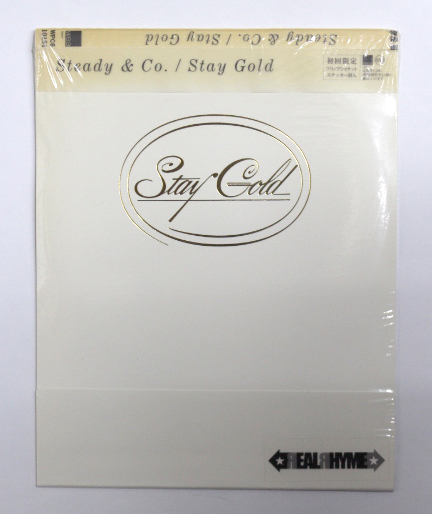 Steady & Co. / Stay Gold
Steady & Co. / Stay Gold
初回限定
Stay Gold
REALRHYME